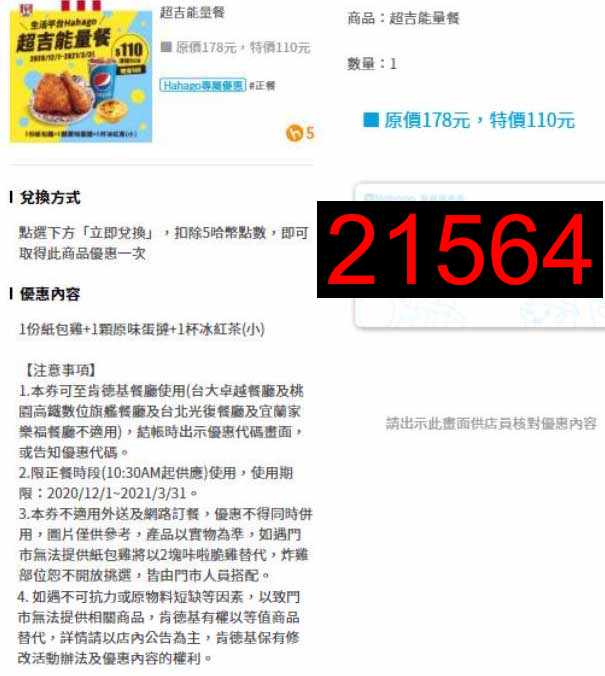 生活平台Hahago
超吉能量餐
2020/12/1~2021/3/31
$110
1份紙包雞+1顆原味蛋撻+1杯冰紅茶(小)
超吉能量餐
■ 原價178元，特價110元
Hahago專屬優惠 #正餐
5
兌換方式
點選下方「立即兌換」，扣除5哈幣點數，即可
取得此商品優惠一次
優惠內容
1份紙包雞+1顆原味蛋撻+1杯冰紅茶(小)
【注意事項】
1.本券可至肯德基餐廳使用(台大卓越餐廳及桃
園高鐵數位旗艦餐廳及台北光復餐廳及宜蘭家
樂福餐廳不適用)，結帳時出示優惠代碼畫面，
或告知優惠代碼。
2.限正餐時段(10:30AM起供應)使用，使用期
限：2020/12/1~2021/3/31。
3.本券不適用外送及網路訂餐，優惠不得同時併
用，圖片僅供參考，產品以實物為準，如遇門
市無法提供紙包雞將以2塊咔啦脆雞替代，炸雞
部位恕不開放挑選，皆由門市人員搭配。
4. 如遇不可抗力或原物料短缺等因素，以致門
市無法提供相關商品，肯德基有權以等值商品
替代，詳情請以店內公告為主，肯德基保有修
改活動辦法及優惠內容的權利。
商品：超吉能量餐
數量：1
■ 原價178元，特價110元
21564
請出示此畫面供店員核對優惠內容